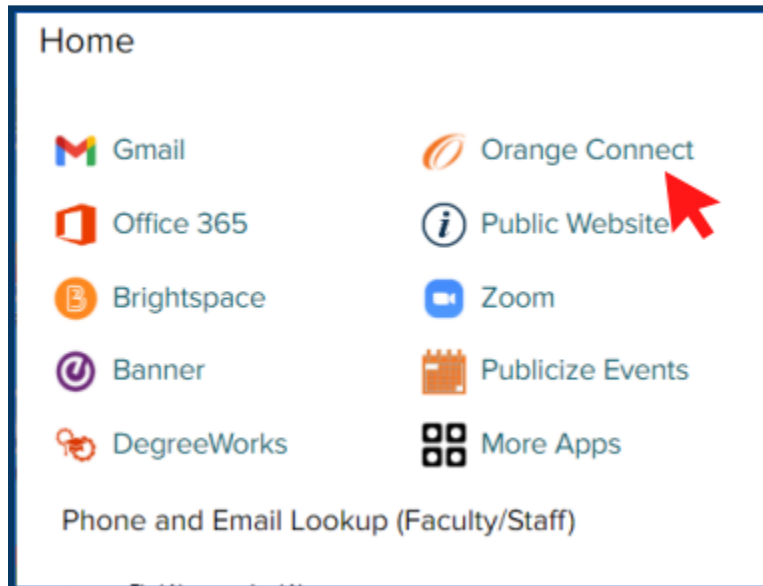 Home
Gmail
Orange Connect
Office 365
Public Website
Brightspace
Zoom
Banner
Publicize Events
DegreeWorks
More Apps
Phone and Email Lookup (Faculty/Staff)